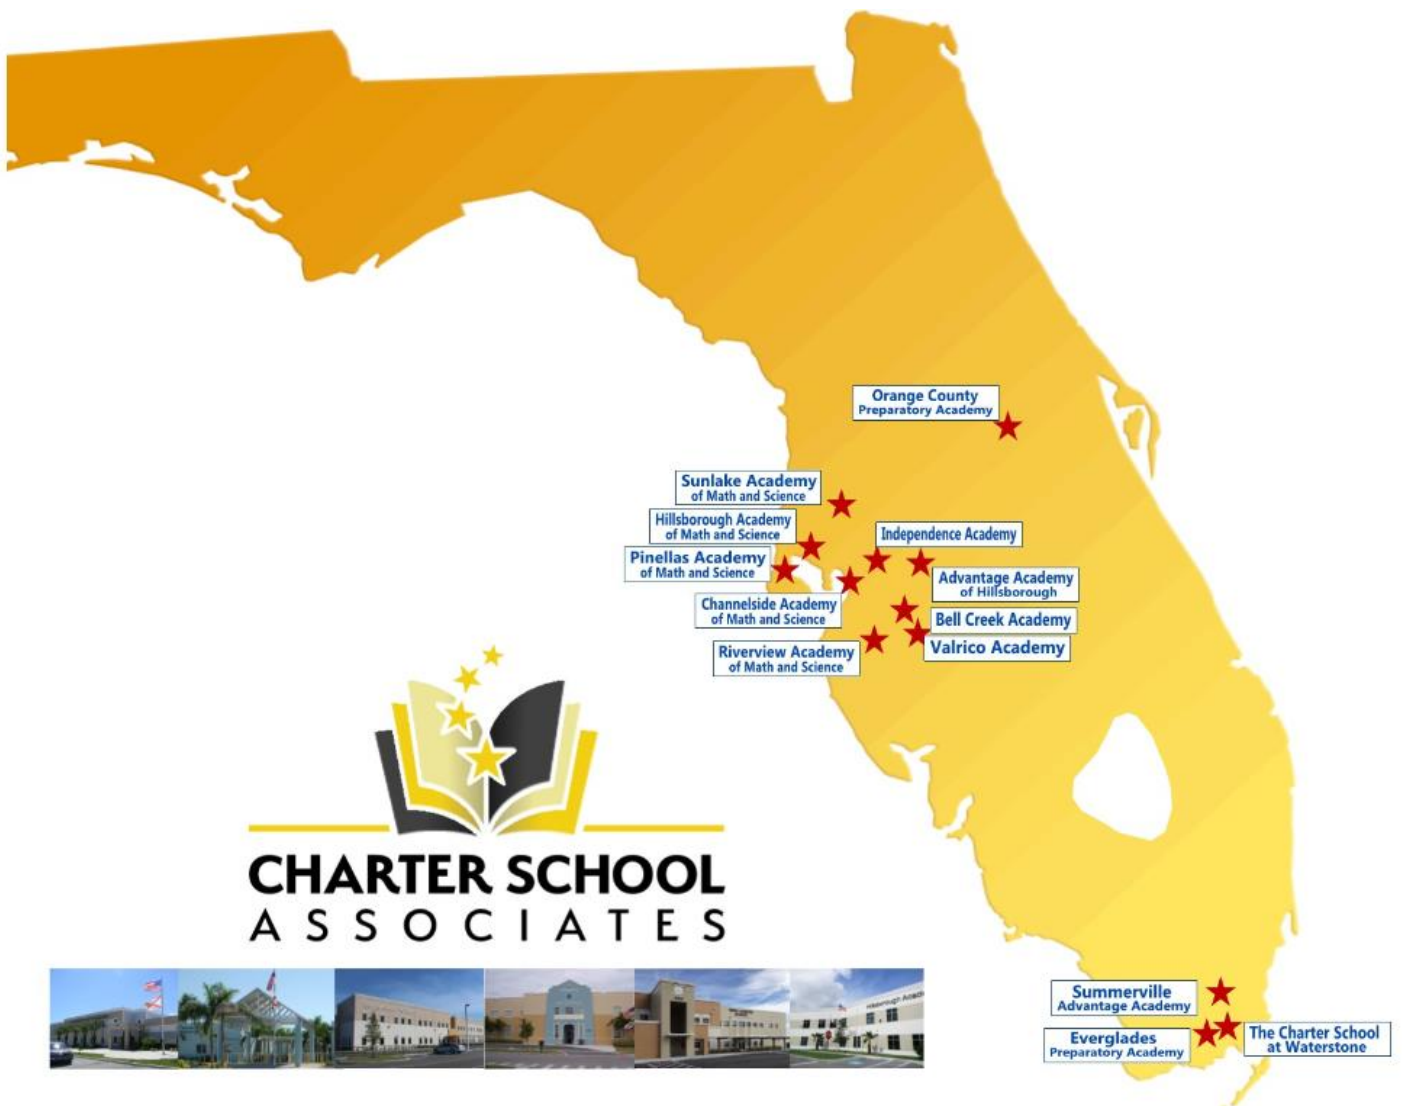 Orange County
Preparatory Academy
Sunlake Academy
of Math and Science
Hillsborough Academy
of Math and Science
Independence Academy
Pinellas Academy
of Math and Science
Advantage Academy
of Hillsborough
Channelside Academy
of Math and Science
Bell Creek Academy
Valrico Academy
Riverview Academy
of Math and Science
CHARTER SCHOOL
ASSOCIATES
Summerville
Advantage Academy
The Charter School
at Waterstone
Everglades
Preparatory Academy